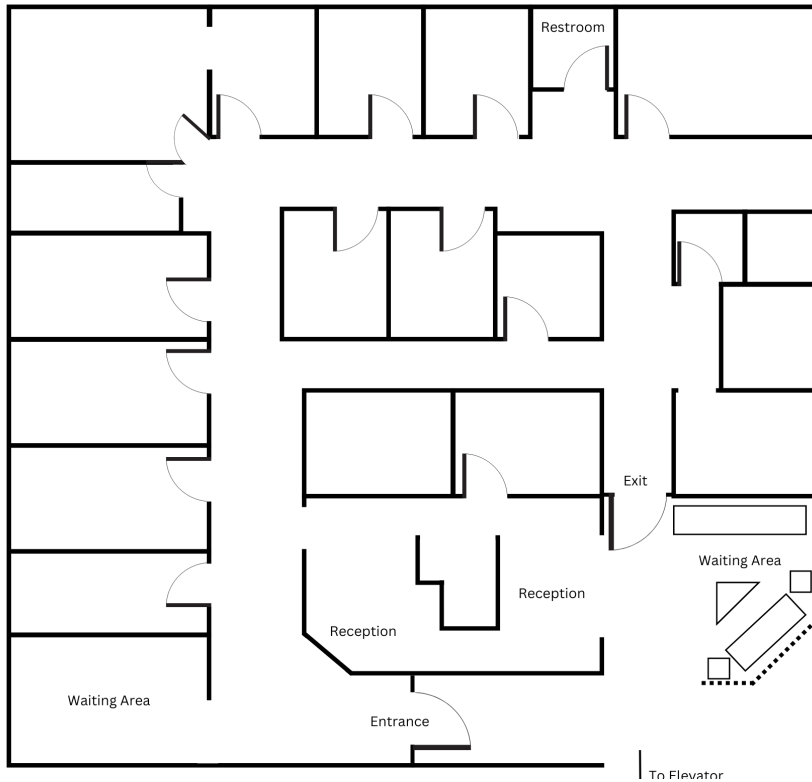 Restroom
Exit
Waiting Area
Reception
Reception
Waiting Area
Entrance
To Elevator